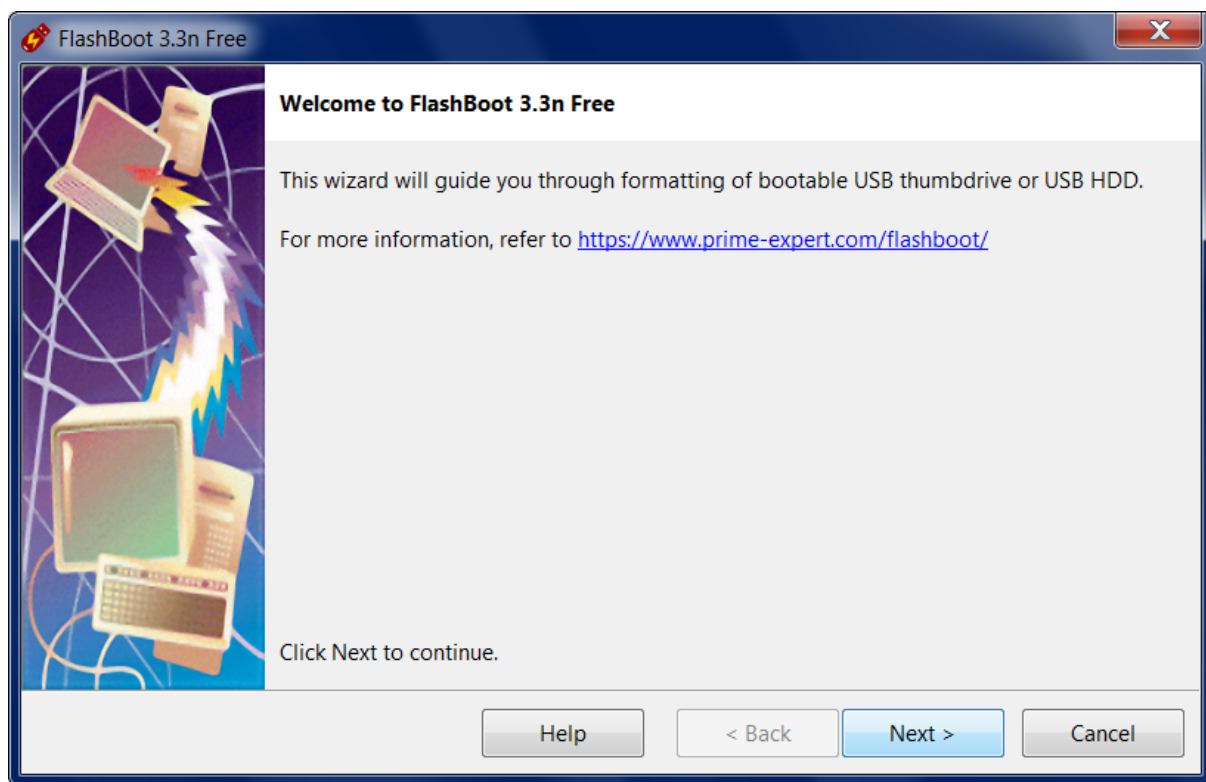 FlashBoot 3.3n Free
Welcome to FlashBoot 3.3n Free
This wizard will guide you through formatting of bootable USB thumbdrive or USB HDD.
For more information, refer to https://www.prime-expert.com/flashboot/
Click Next to continue.
Help
< Back
Next >
Cancel